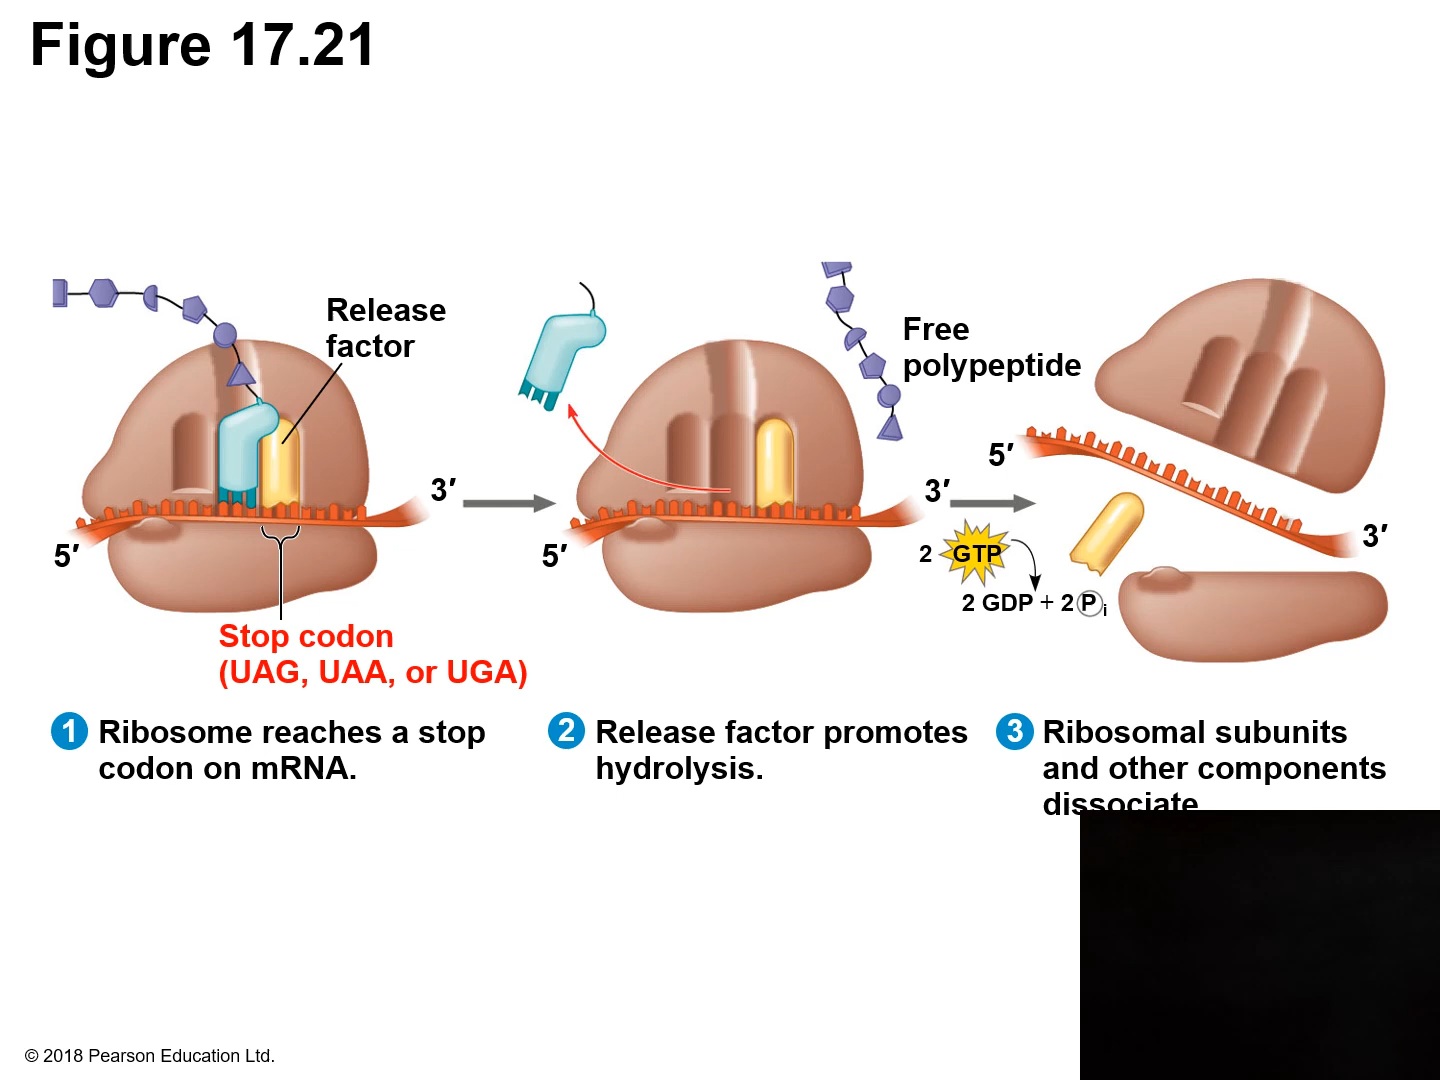 Figure 17.21
Release
factor
Free
polypeptide
5′
3′
5′
3′
5′
3′
2 GTP
2 GDP + 2 P i
Stop codon
(UAG, UAA, or UGA)
1 Ribosome reaches a stop
codon on mRNA.
2 Release factor promotes
hydrolysis.
3 Ribosomal subunits
and other components
dissociate
© 2018 Pearson Education Ltd.